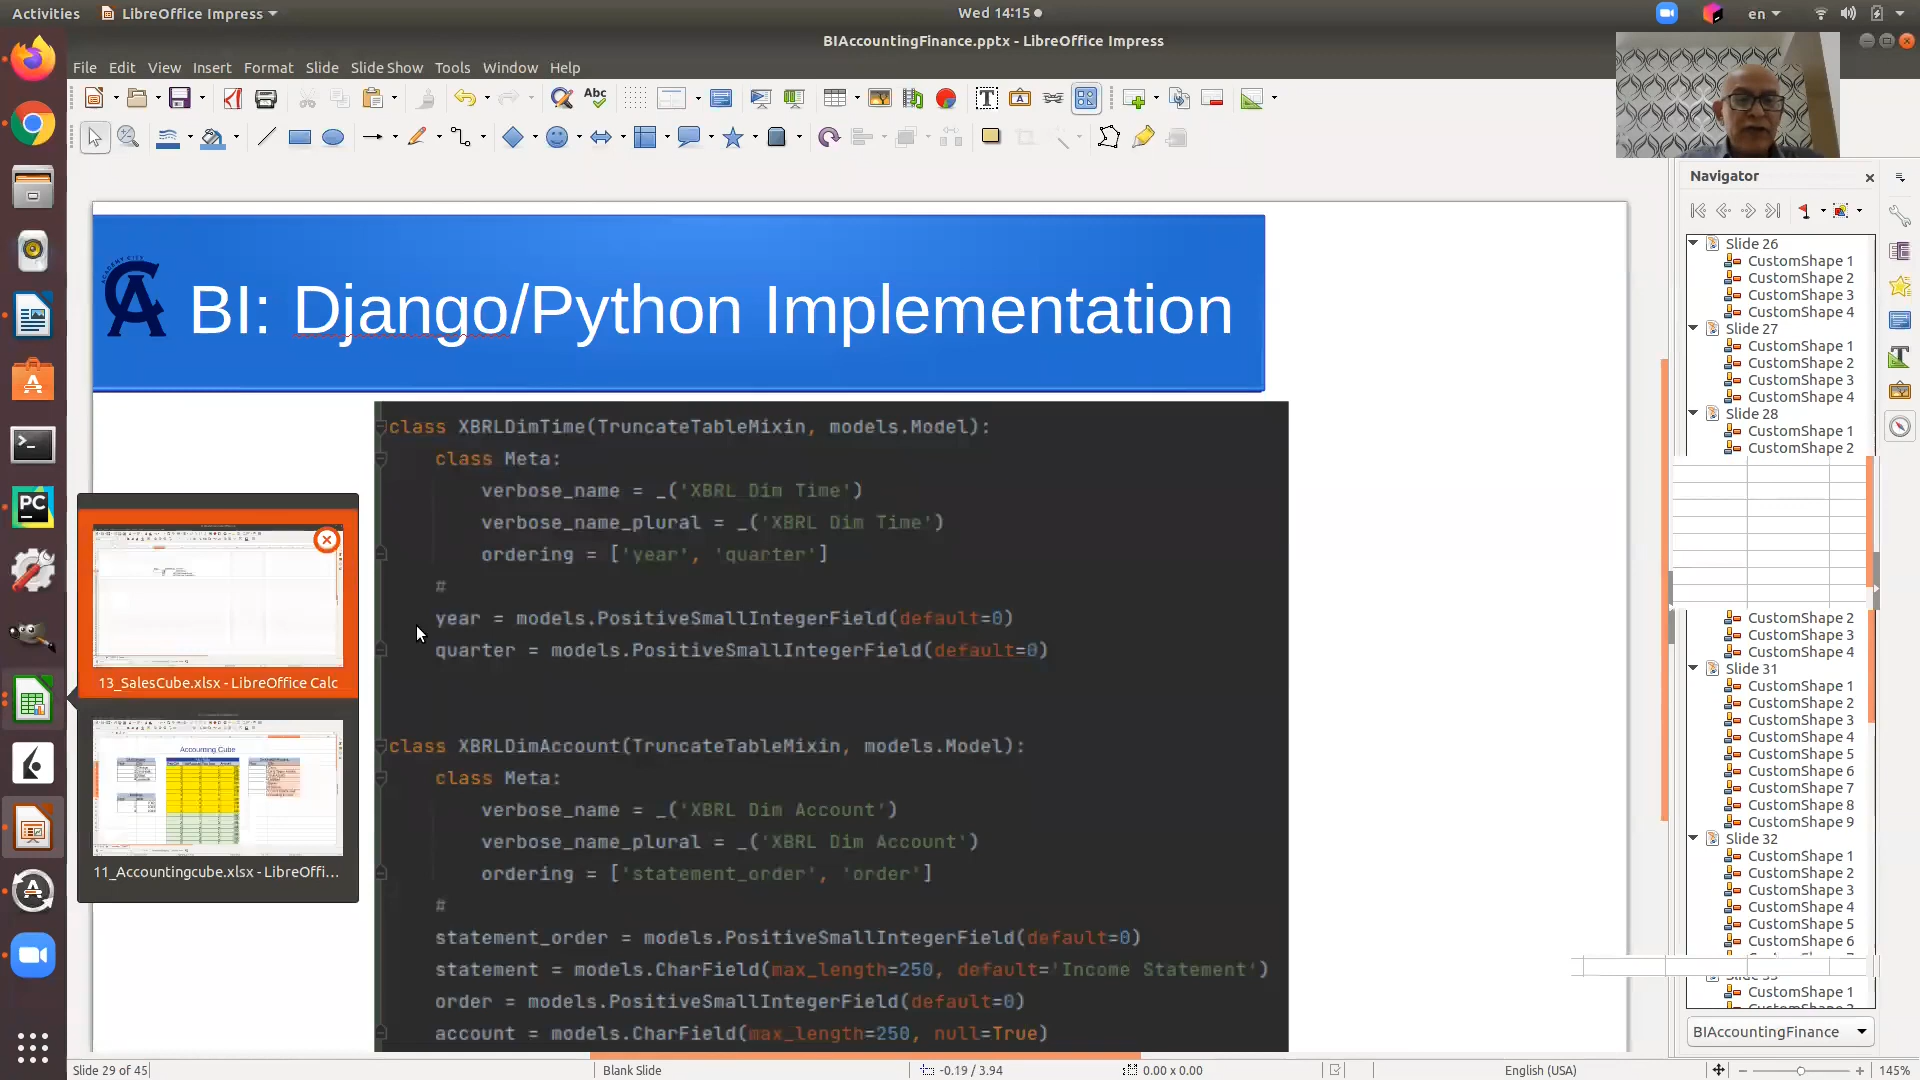 Activities
LibreOffice Impress
Wed 14:15
en
BIAccountingFinance.pptx - LibreOffice Impress
File Edit View Insert Format Slide Slide Show Tools Window Help
Navigator
ACADEMY CITY
BI: Django/Python Implementation
class XBRLDimTime(TruncateTableMixin, models.Model):
class Meta:
verbose_name = _('XBRL Dim Time')
verbose_name_plural = _('XBRL Dim Time')
ordering = ['year', 'quarter']
#
year = models.PositiveSmallIntegerField(default=0)
quarter = models.PositiveSmallIntegerField(default=0)
class XBRLDimAccount(TruncateTableMixin, models.Model):
class Meta:
verbose_name = _('XBRL Dim Account')
verbose_name_plural = _('XBRL Dim Account')
ordering = ['statement_order', 'order']
#
statement_order = models.PositiveSmallIntegerField(default=0)
statement = models.CharField(max_length=250, default='Income Statement')
order = models.PositiveSmallIntegerField(default=0)
account = models.CharField(max_length=250, null=True)
13_SalesCube.xlsx - LibreOffice Calc
Accounting Cube
11_Accountingcube.xlsx - LibreOffi...
Slide 26
CustomShape 1
CustomShape 2
CustomShape 3
CustomShape 4
Slide 27
CustomShape 1
CustomShape 2
CustomShape 3
CustomShape 4
Slide 28
CustomShape 1
CustomShape 2
CustomShape 2
CustomShape 3
CustomShape 4
Slide 31
CustomShape 1
CustomShape 2
CustomShape 3
CustomShape 4
CustomShape 5
CustomShape 6
CustomShape 7
CustomShape 8
CustomShape 9
Slide 32
CustomShape 1
CustomShape 2
CustomShape 3
CustomShape 4
CustomShape 5
CustomShape 6
CustomShape 1
BIAccountingFinance
Slide 29 of 45
Blank Slide
-0.19 / 3.94
0.00 x 0.00
English (USA)
145%